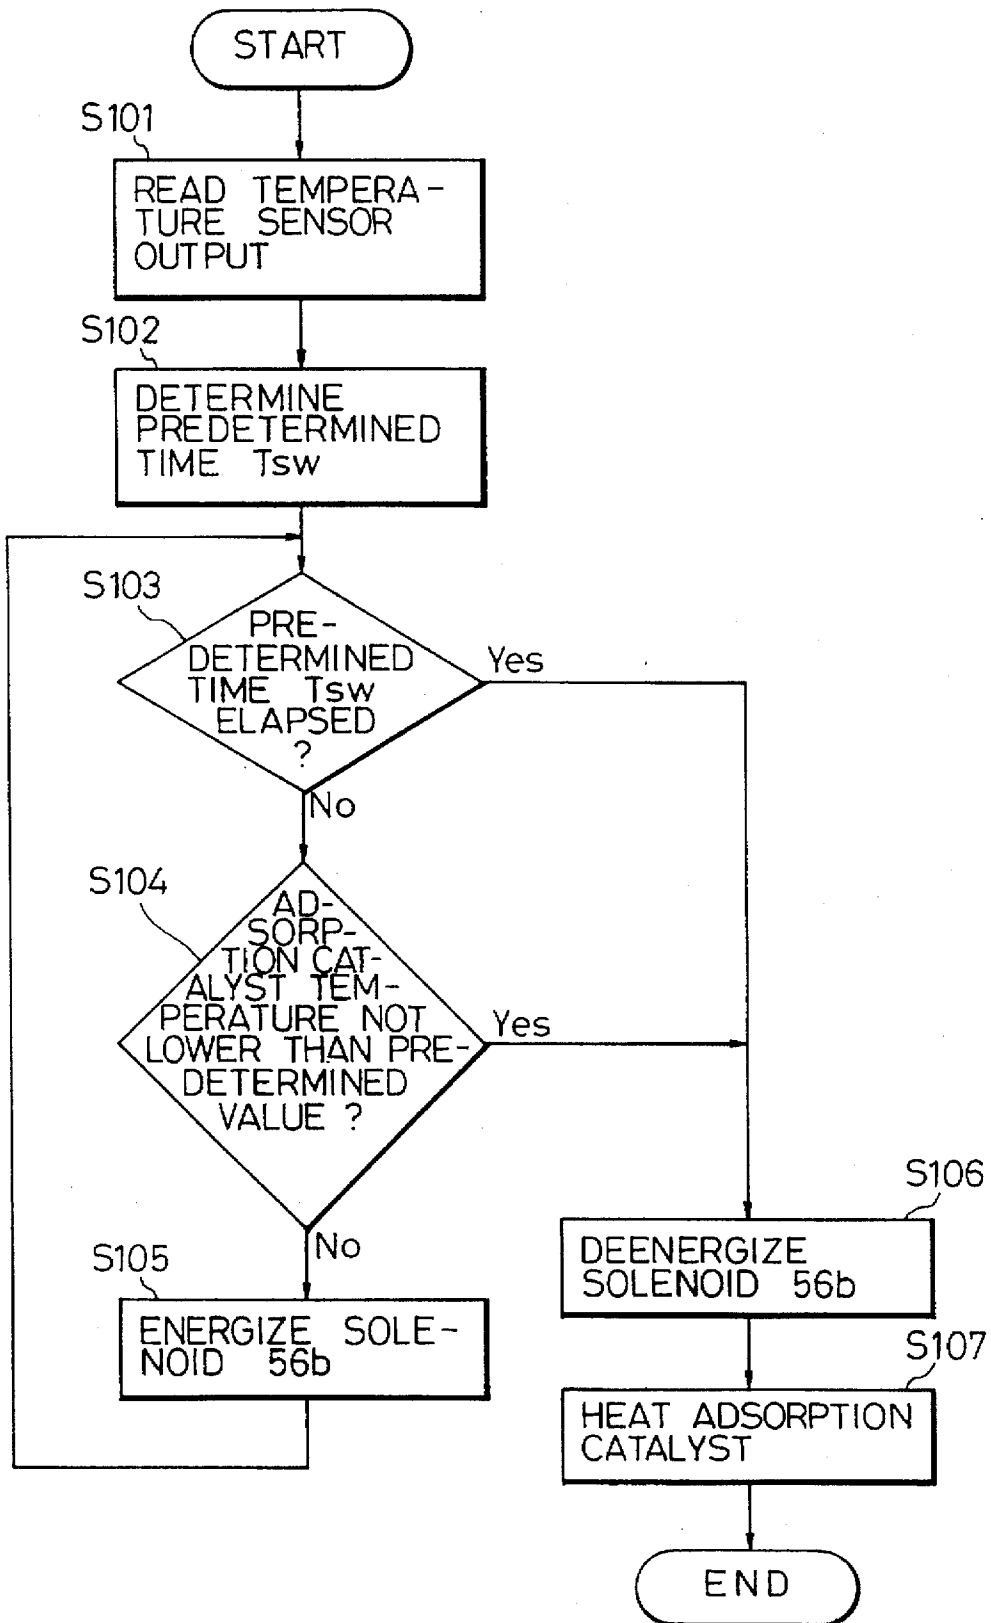 START
S101
READ TEMPERA-
TURE SENSOR
OUTPUT
S102
DETERMINE
PREDETERMINED
TIME Tsw
S103
PRE-
DETERMINED
TIME Tsw
ELAPSED
?
Yes
No
S104
AD-
SORP-
TION CAT-
ALYST TEM-
PERATURE NOT
LOWER THAN PRE-
DETERMINED
VALUE ?
Yes
No
S105
ENERGIZE SOLE-
NOID 56b
S106
DEENERGIZE
SOLENOID 56b
S107
HEAT ADSORPTION
CATALYST
END